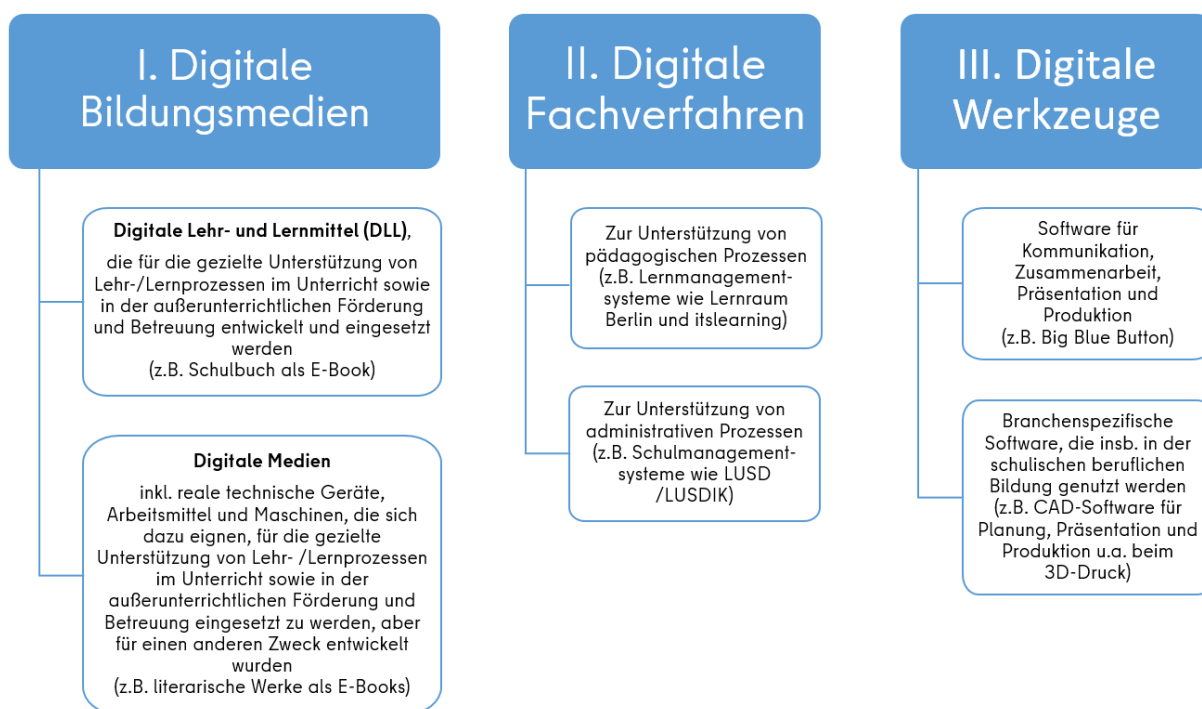 I. Digitale
Bildungsmedien
Digitale Lehr- und Lernmittel (DLL),
die für die gezielte Unterstützung von
Lehr-/Lernprozessen im Unterricht sowie
in der außerunterrichtlichen Förderung
und Betreuung entwickelt und eingesetzt
werden
(z.B. Schulbuch als E-Book)
Digitale Medien
inkl. reale technische Geräte,
Arbeitsmittel und Maschinen, die sich
dazu eignen, für die gezielte
Unterstützung von Lehr- /Lernprozessen
im Unterricht sowie in der
außerunterrichtlichen Förderung und
Betreuung eingesetzt zu werden, aber
für einen anderen Zweck entwickelt
wurden
(z.B. literarische Werke als E-Books)
II. Digitale
Fachverfahren
Zur Unterstützung von
pädagogischen Prozessen
(z.B. Lernmanagement-
systeme wie Lernraum
Berlin und itslearning)
Zur Unterstützung von
administrativen Prozessen
(z.B. Schulmanagement-
systeme wie LUSD
/LUSDIK)
III. Digitale
Werkzeuge
Software für
Kommunikation,
Zusammenarbeit,
Präsentation und
Produktion
(z.B. Big Blue Button)
Branchenspezifische
Software, die insb. in der
schulischen beruflichen
Bildung genutzt werden
(z.B. CAD-Software für
Planung, Präsentation und
Produktion u.a. beim
3D-Druck)